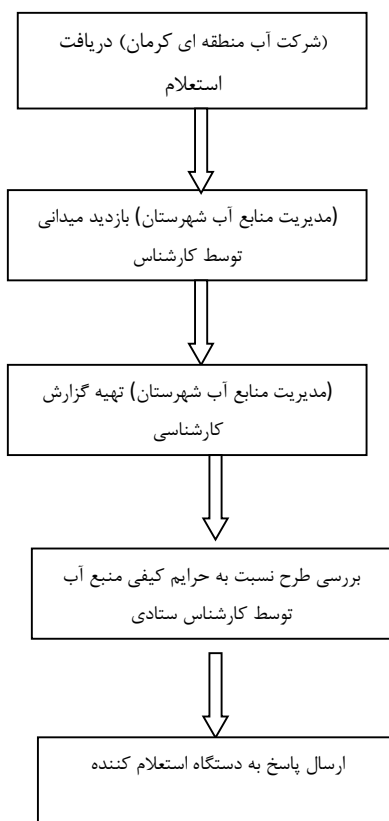 (شرکت آب منطقه ای کرمان) دریافت
استعلام
(مدیریت منابع آب شهرستان) بازدید میدانی
توسط کارشناس
(مدیریت منابع آب شهرستان) تهیه گزارش
کارشناسی
بررسی طرح نسبت به حرایم کیفی منبع آب
توسط کارشناس ستادی
ارسال پاسخ به دستگاه استعلام کننده